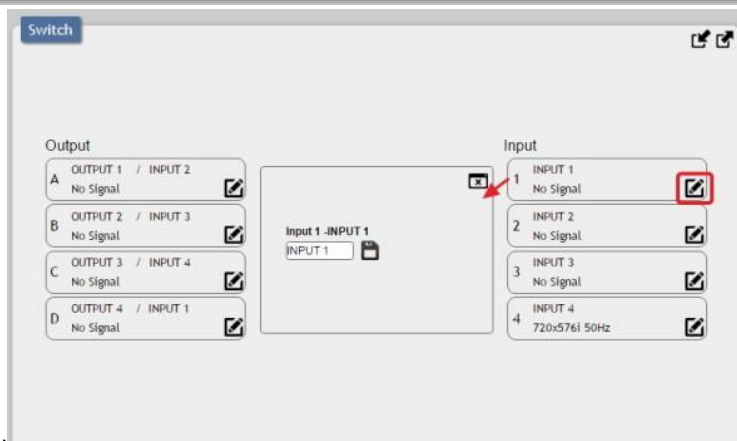 Switch
Output
A
OUTPUT 1 / INPUT 2
No Signal
B
OUTPUT 2 / INPUT 3
No Signal
C
OUTPUT 3 / INPUT 4
No Signal
D
OUTPUT 4 / INPUT 1
No Signal
Input 1 -INPUT 1
INPUT 1
Input
1
INPUT 1
No Signal
2
INPUT 2
No Signal
3
INPUT 3
No Signal
4
INPUT 4
720x576i 50Hz
.